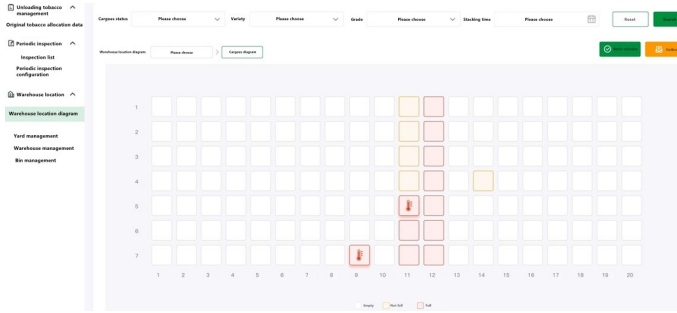 Unloading tobacco management
Original tobacco allocation data
Periodic inspection
Inspection list
Periodic inspection configuration
Warehouse location
Warehouse location diagram
Yard management
Warehouse management
Bin management
Cargoes status Please choose Variety Please choose Grade Please choose Stacking time Please choose Reset Search
Warehouse location diagram Please choose > Cargoes diagram
1
2
3
4
5
6
7
1 2 3 4 5 6 7 8 9 10 11 12 13 14 15 16 17 18 19 20
Empty Not full Full